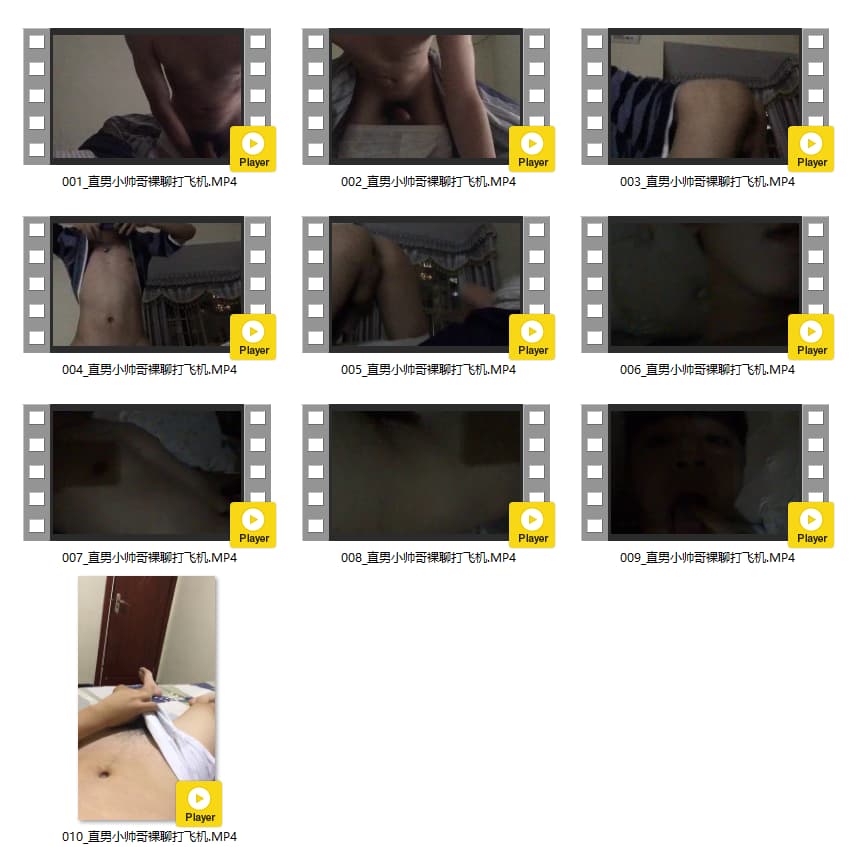 Player
Player
Player
001_直男小帅哥裸聊打飞机.MP4
002_直男小帅哥裸聊打飞机.MP4
003_直男小帅哥裸聊打飞机.MP4
Player
Player
Player
004_直男小帅哥裸聊打飞机.MP4
005_直男小帅哥裸聊打飞机.MP4
006_直男小帅哥裸聊打飞机.MP4
Player
Player
Player
007_直男小帅哥裸聊打飞机.MP4
008_直男小帅哥裸聊打飞机.MP4
009_直男小帅哥裸聊打飞机.MP4
Player
010_直男小帅哥裸聊打飞机.MP4